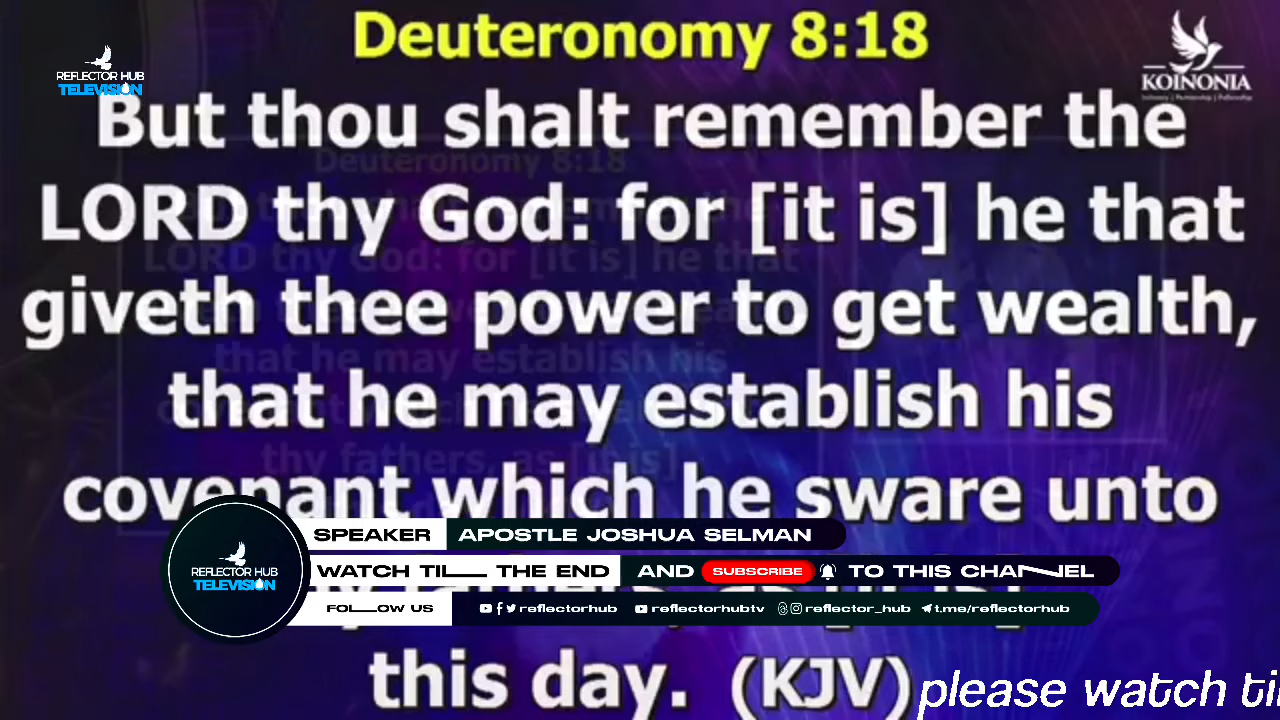 Deuteronomy 8:18
REFLECTOR HUB
TELEVISION
KOINONIA
But thou shalt remember the
LORD thy God: for [it is] he that
giveth thee power to get wealth,
that he may establish his
covenant which he sware unto
this day. (KJV)
SPEAKER APOSTLE JOSHUA SELMAN
WATCH TILL THE END AND SUBSCRIBE TO THIS CHANNEL
FOLLOW US reflectorhub reflectorhubtv reflector_hub t.me/reflectorhub
REFLECTOR HUB
TELEVISION
please watch til